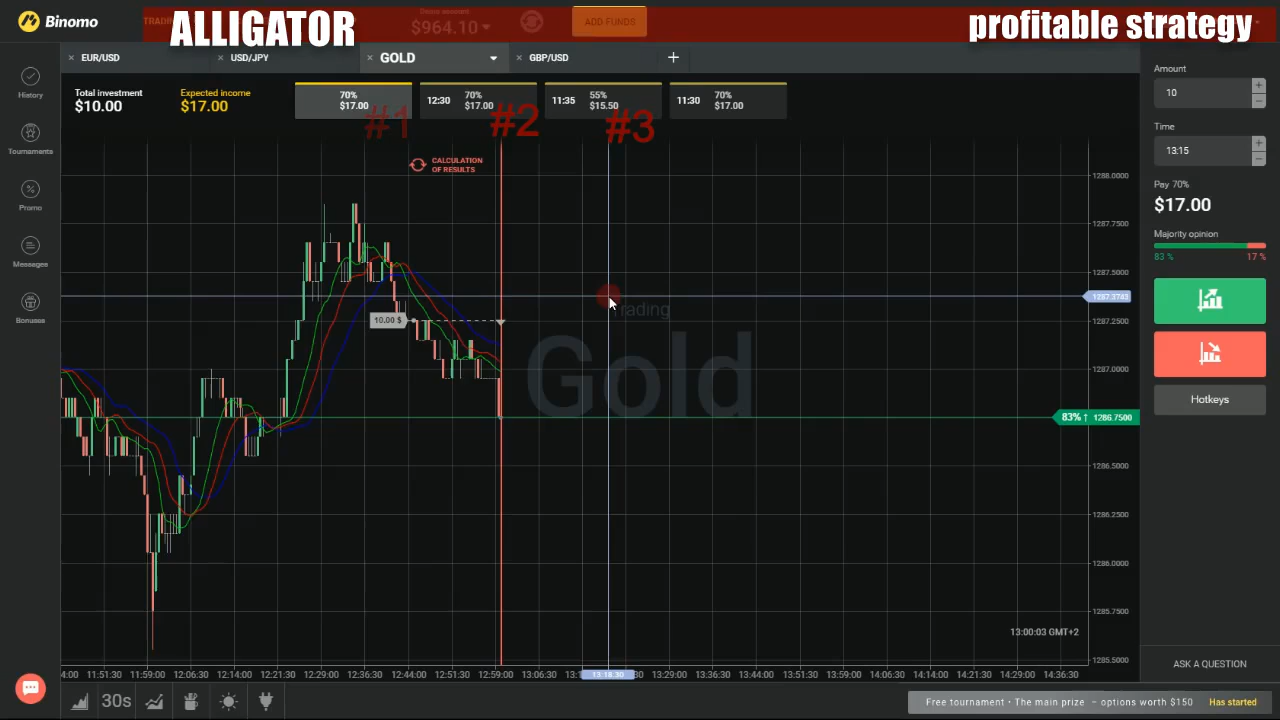 Binomo
TRADING
ALLIGATOR
$964.10
ADD FUNDS
profitable strategy
EUR/USD
USD/JPY
GOLD
GBP/USD
Total investment
$10.00
Expected income
$17.00
70%
$17.00
12:30
70%
$17.00
11:35
55%
$15.50
11:30
70%
$17.00
#1
#2
#3
History
Tournaments
Promo
Messages
Bonuses
CALCULATION
OF RESULTS
10.00 $
Trading
Gold
1288.0000
1287.7500
1287.5000
1287.3743
1287.2500
1287.0000
83% ↑ 1286.7500
1286.5000
1286.2500
1286.0000
1285.7500
1285.5000
13:00:03 GMT+2
11:51:30
11:59:00
12:06:30
12:14:00
12:21:30
12:29:00
12:36:30
12:44:00
12:51:30
12:59:00
13:06:30
13:18:30
13:29:00
13:36:30
13:44:00
13:51:30
13:59:00
14:06:30
14:14:00
14:21:30
14:29:00
14:36:30
30s
Amount
10
Time
13:15
Pay 70%
$17.00
Majority opinion
83 %
17 %
Hotkeys
ASK A QUESTION
Free tournament • The main prize – options worth $150
Has started